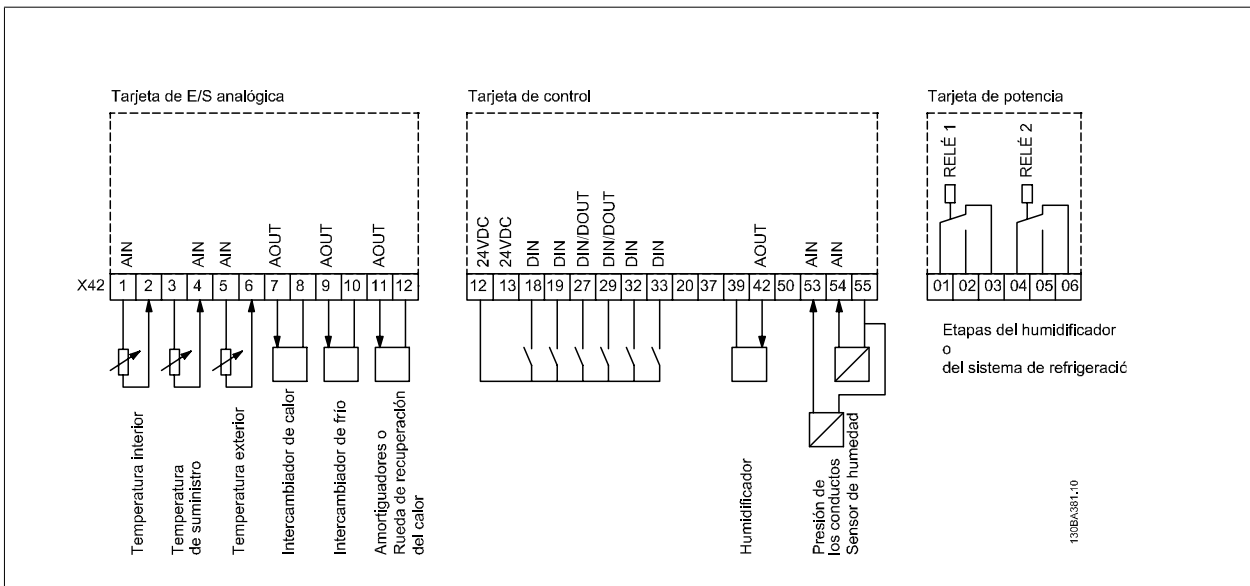 Tarjeta de E/S analógica
AIN
AIN
AIN
AOUT
AOUT
AOUT
X42 1 2 3 4 5 6 7 8 9 10 11 12
Temperatura interior
Temperatura
de suministro
Temperatura exterior
Intercambiador de calor
Intercambiador de frío
Amortiguadores o
Rueda de recuperación
del calor
Tarjeta de control
24VDC
24VDC
DIN
DIN
DIN/DOUT
DIN/DOUT
DIN
DIN
AOUT
AIN
AIN
12 13 18 19 27 29 32 33 20 37 39 42 50 53 54 55
Humidificador
Presión de
los conductos
Sensor de humedad
Tarjeta de potencia
RELÉ 1
RELÉ 2
01 02 03 04 05 06
Etapas del humidificador
o
del sistema de refrigeració
130BA381.10